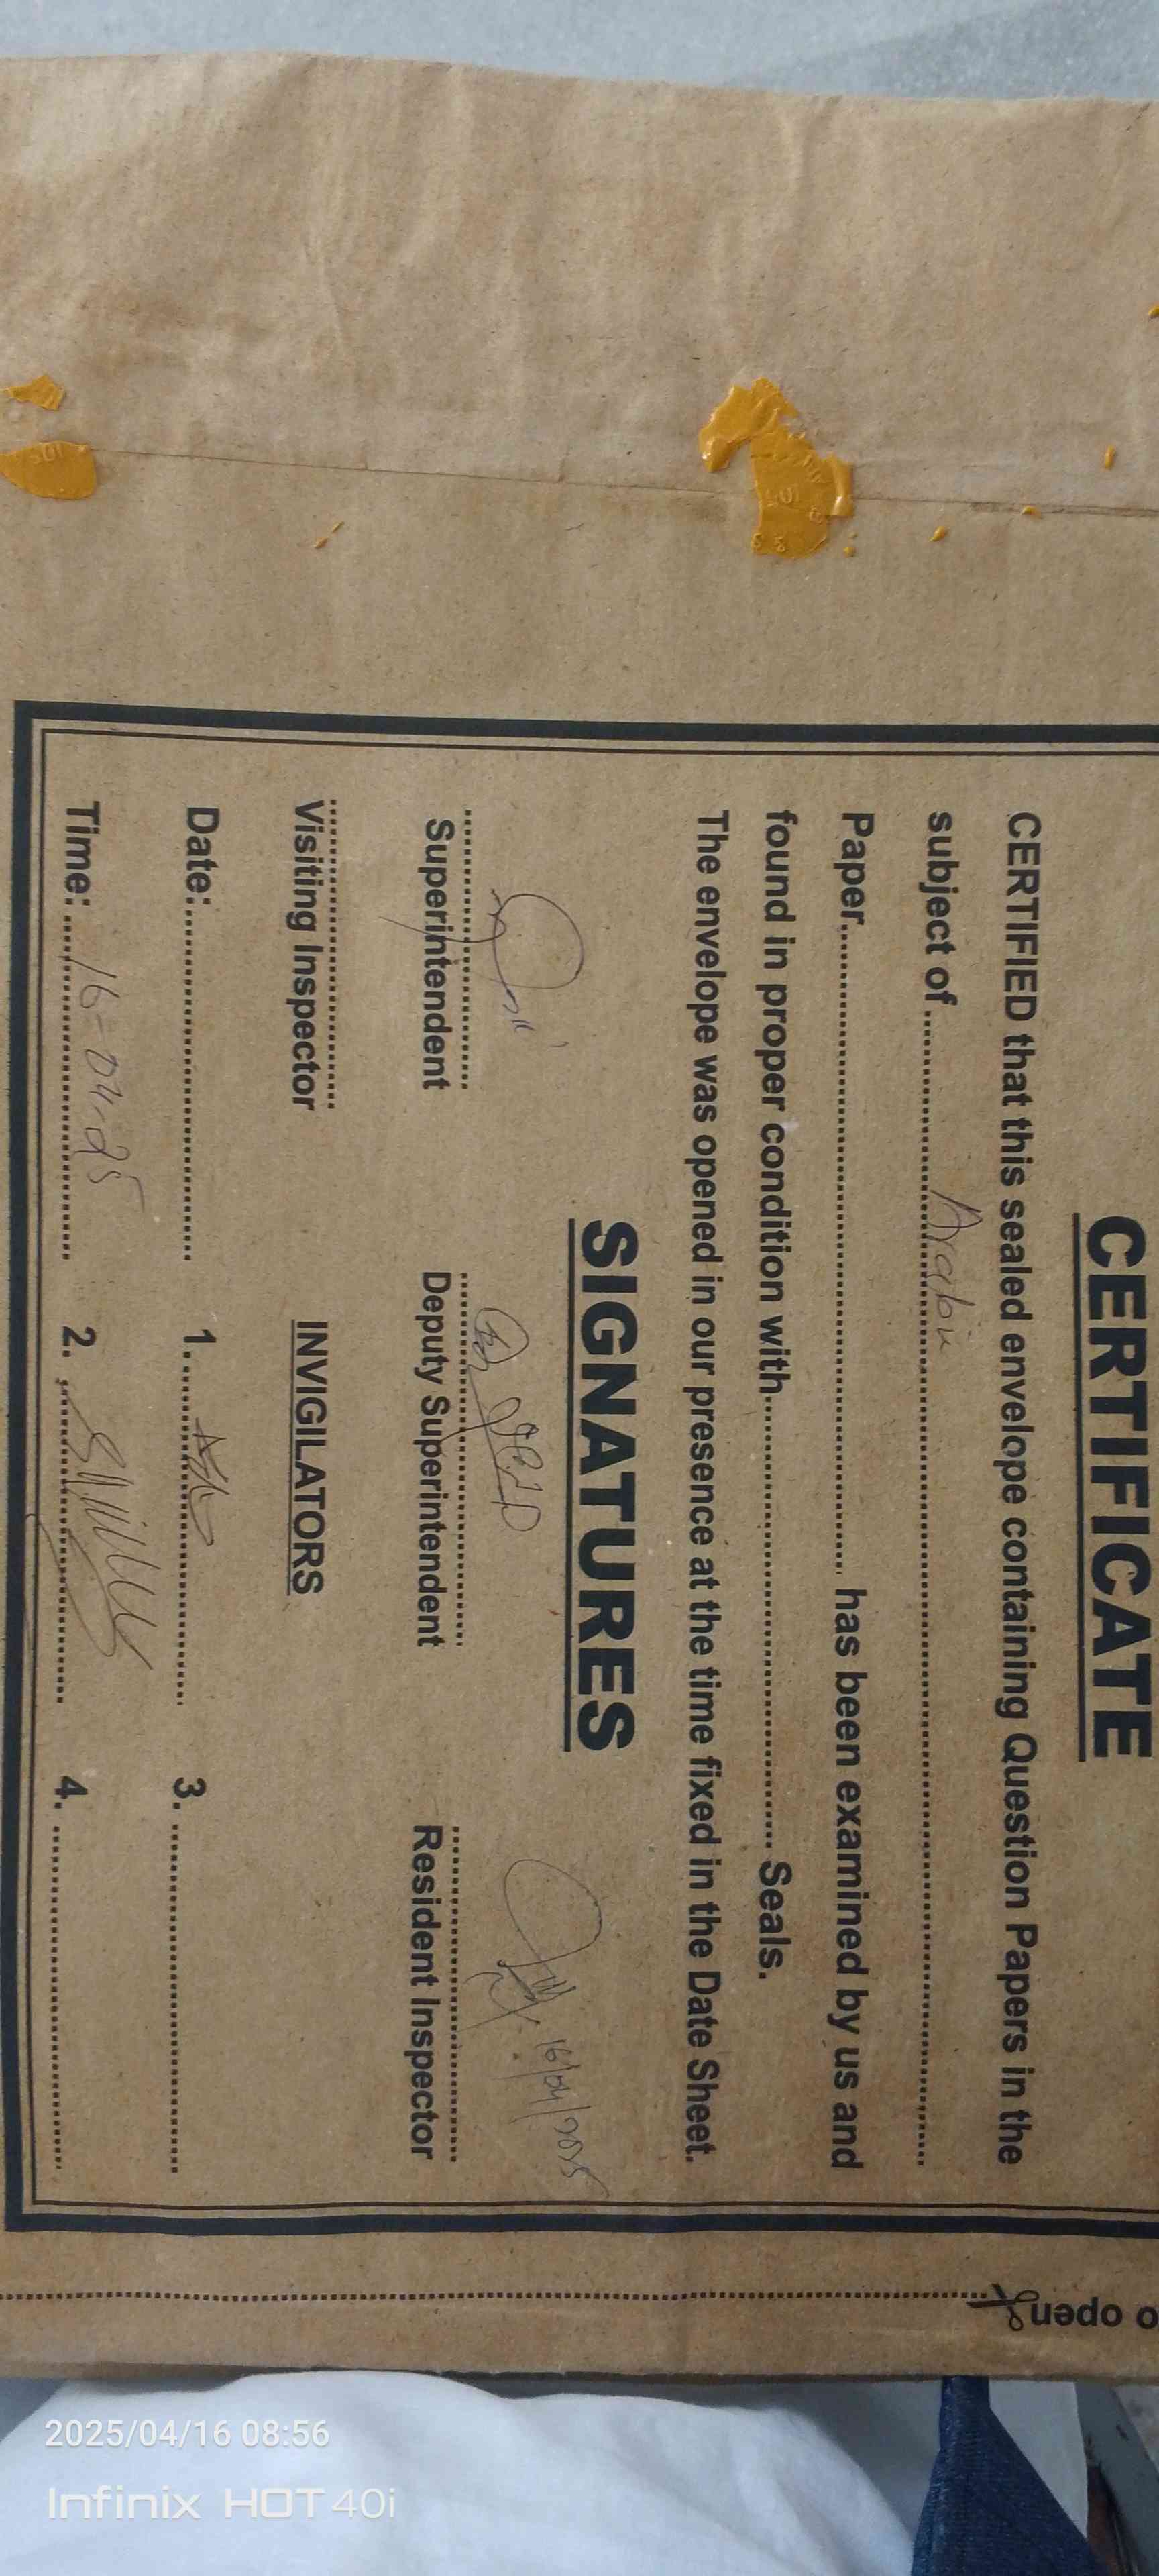 CERTIFICATE
CERTIFIED that this sealed envelope containing Question Papers in the
subject of ........ Arabic ........
Paper........ has been examined by us and
found in proper condition with........ Seals.
The envelope was opened in our presence at the time fixed in the Date Sheet.
SIGNATURES
16/04/2025
Superintendent Deputy Superintendent Resident Inspector
Visiting Inspector INVIGILATORS
Date:........ 1......... 3. ........
Time: ........ 16-04-25 2. ........ 4. ........
o open
2025/04/16 08:56
Infinix HOT 40i